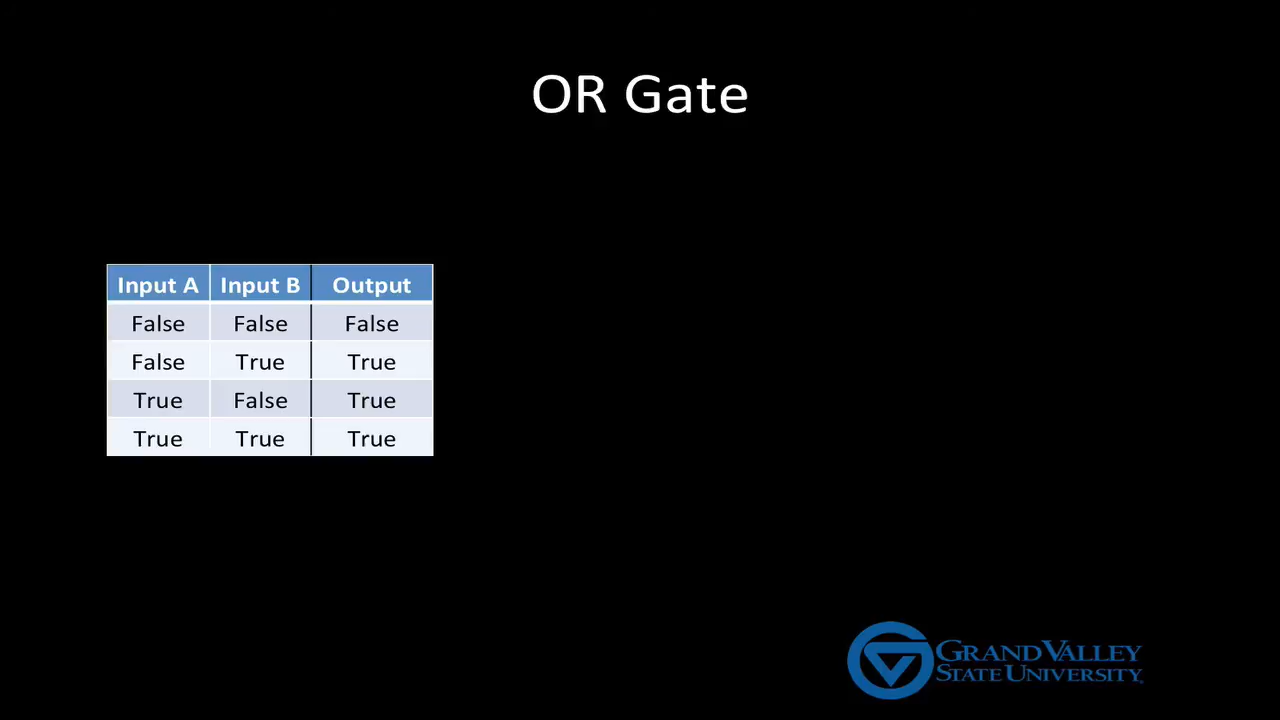 OR Gate
Input A Input B Output
False False False
False True True
True False True
True True True
GRAND VALLEY
STATE UNIVERSITY